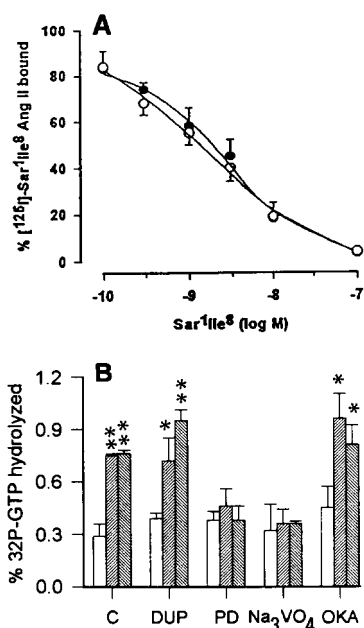 A
% [¹²⁵I]-Sar¹Ile⁸ Ang II bound
100
80
60
40
20
0
-10 -9 -8 -7
Sar¹Ile⁸ (log M)
B
% 32P-GTP hydrolyzed
1.2
0.9
0.6
0.3
0.0
** ** * ** * *
C DUP PD Na₃VO₄ OKA